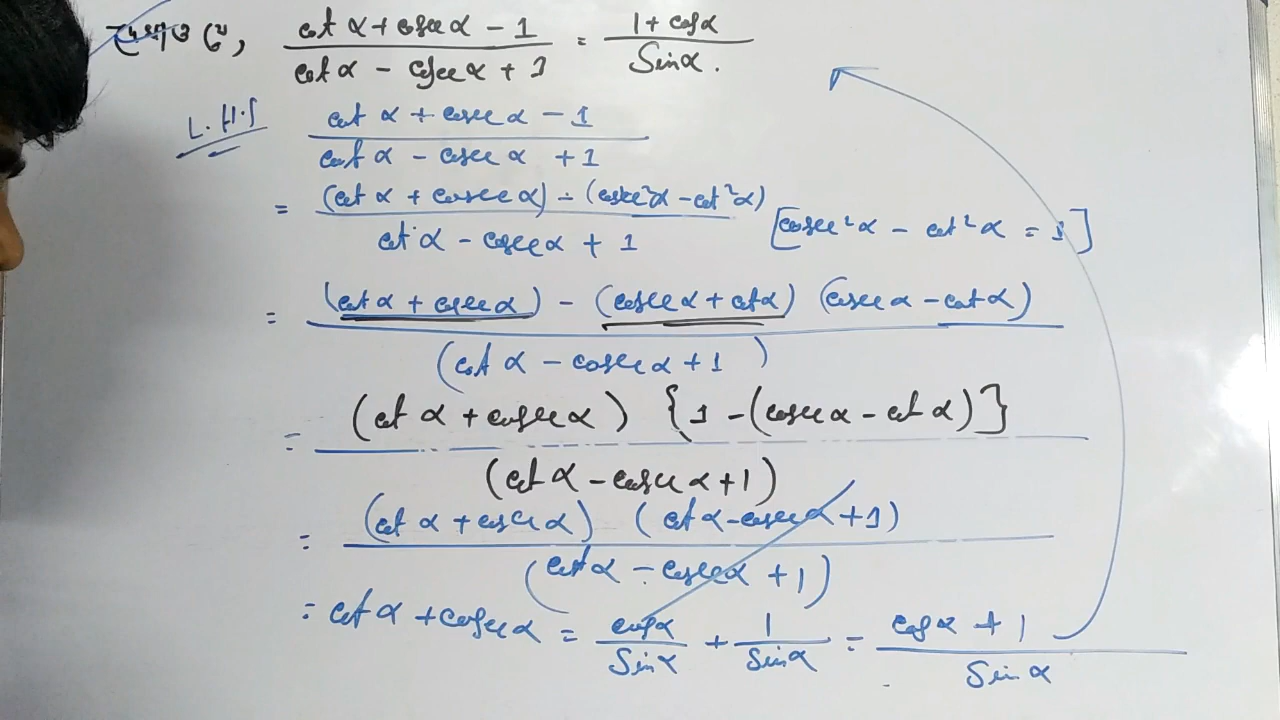 দেখাও যে, (cot α + cosec α − 1)/(cot α − cosec α + 1) = (1 + cos α)/(Sin α).
L.H.S (cot α + cosec α − 1)/(cot α − cosec α + 1)
= ((cot α + cosec α) − (cosec²α − cot²α))/(cot α − cosec α + 1) [cosec²α − cot²α = 1]
= ((cot α + cosec α) − (cosec α + cot α) (cosec α − cot α))/((cot α − cosec α + 1))
= ((cot α + cosec α) {1 − (cosec α − cot α)})/((cot α − cosec α + 1))
= ((cot α + cosec α) (cot α − cosec α + 1))/((cot α − cosec α + 1))
= cot α + cosec α = (cos α)/(Sin α) + 1/(Sin α) = (cos α + 1)/(Sin α)